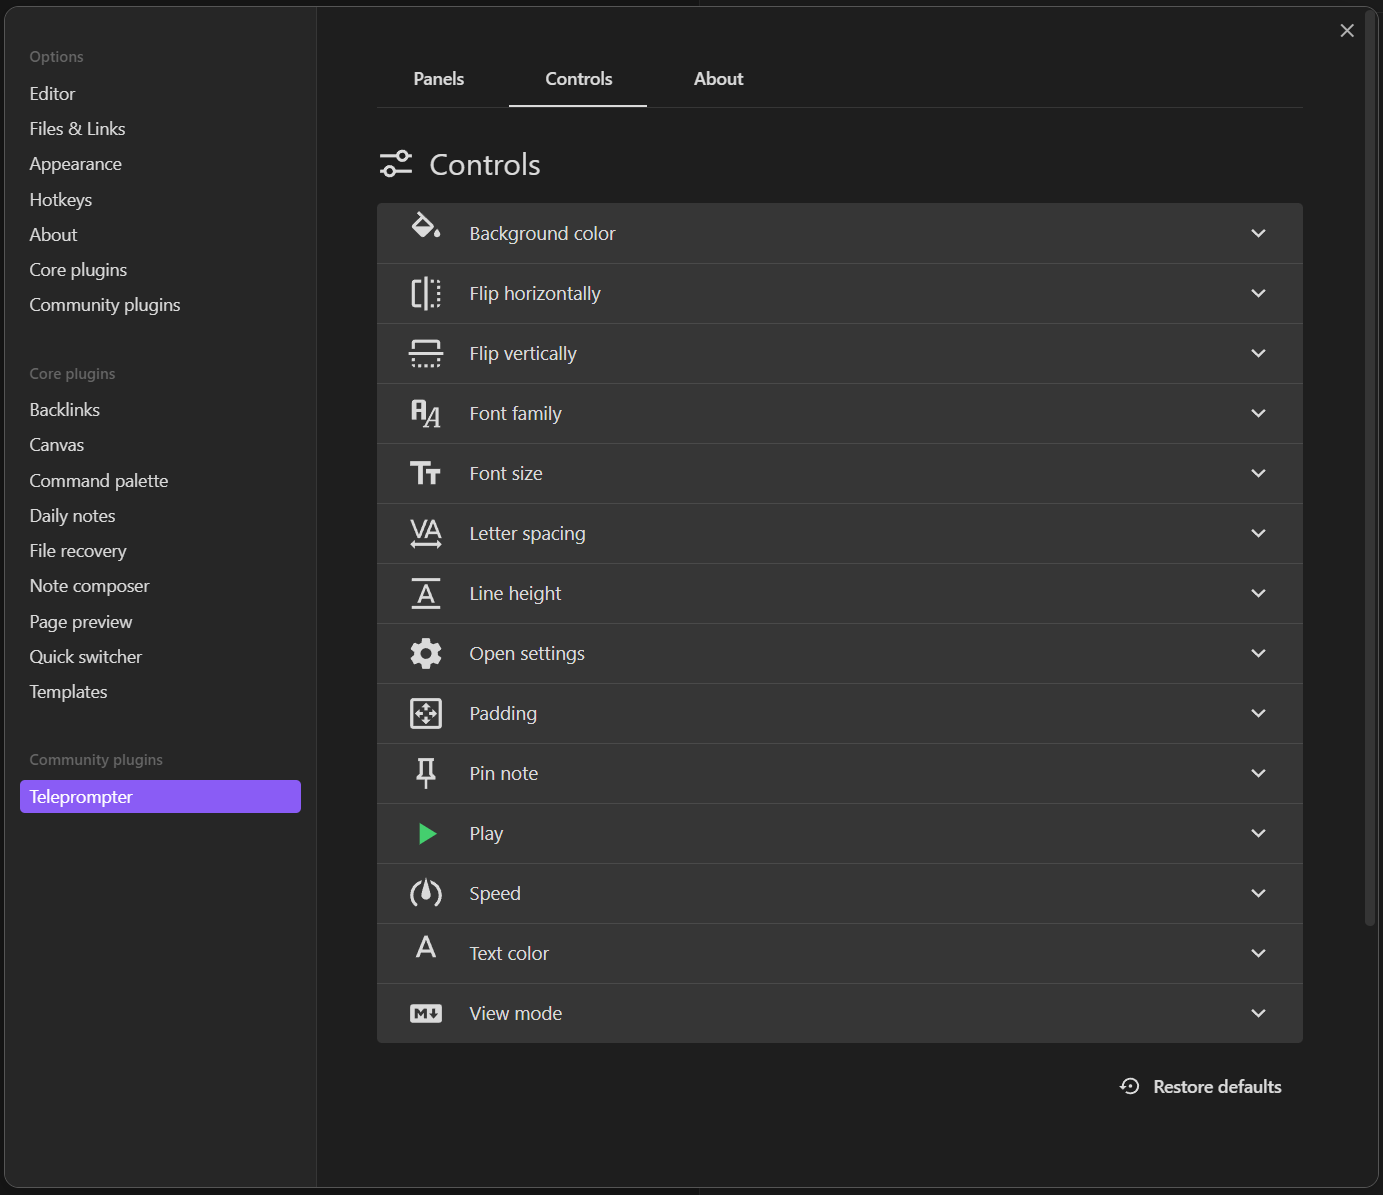 Options
Editor
Files & Links
Appearance
Hotkeys
About
Core plugins
Community plugins
Core plugins
Backlinks
Canvas
Command palette
Daily notes
File recovery
Note composer
Page preview
Quick switcher
Templates
Community plugins
Teleprompter
Panels Controls About
Controls
Background color
Flip horizontally
Flip vertically
Font family
Font size
Letter spacing
Line height
Open settings
Padding
Pin note
Play
Speed
Text color
View mode
Restore defaults